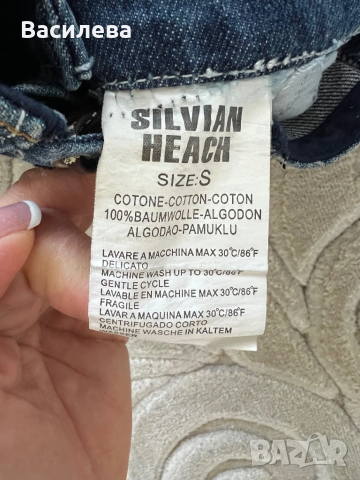 Василева
SILVIAN
HEACH
SIZE:S
COTONE-COTTON-COTON
100%BAUMWOLLE-ALGODON
ALGODAO-PAMUKLU
LAVARE A MACCHINA MAX 30°C/86°F
DELICATO
MACHINE WASH UP TO 30°C/86°F
GENTLE CYCLE
LAVABLE EN MACHINE MAX 30°C/86°F
FRAGILE
LAVAR A MAQUINA MAX 30°C/86°F
CENTRIFUGADO CORTO
MACHINE WASCHE IN KALTEM
WASSER
BAZAR